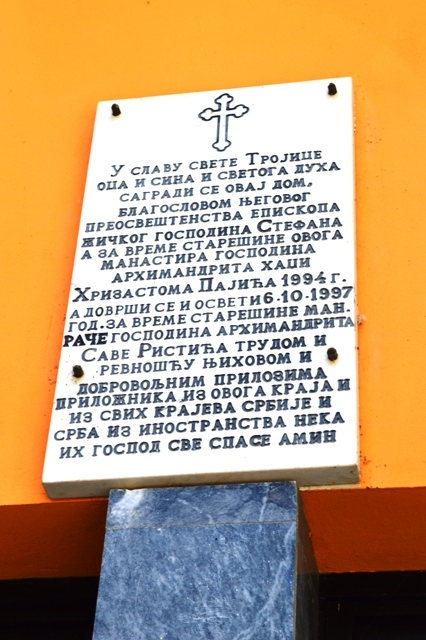 У СЛАВУ СВЕТЕ ТРОЈИЦЕ
ОЦА И СИНА И СВЕТОГА ДУХА
САГРАДИ СЕ ОВАЈ ДОМ,
БЛАГОСЛОВОМ ЊЕГОВОГ
ПРЕОСВЕШТЕНСТВА ЕПИСКОПА
ЖИЧКОГ ГОСПОДИНА СТЕФАНА
А ЗА ВРЕМЕ СТАРЕШИНЕ ОВОГА
МАНАСТИРА ГОСПОДИНА
АРХИМАНДРИТА ХАЏИ
ХРИЗАСТОМА ПАЈИЋА 1994 Г.
А ДОВРШИ СЕ И ОСВЕТИ 6.10.1997
ГОД. ЗА ВРЕМЕ СТАРЕШИНЕ МАН.
РАЧЕ ГОСПОДИНА АРХИМАНДРИТА
САВЕ РИСТИЋА ТРУДОМ И
РЕВНОШЋУ ЊИХОВОМ И
ДОБРОВОЉНИМ ПРИЛОЗИМА
ПРИЛОЖНИКА ИЗ ОВОГА КРАЈА И
ИЗ СВИХ КРАЈЕВА СРБИЈЕ И
СРБА ИЗ ИНОСТРАНСТВА НЕКА
ИХ ГОСПОД СВЕ СПАСЕ АМИН